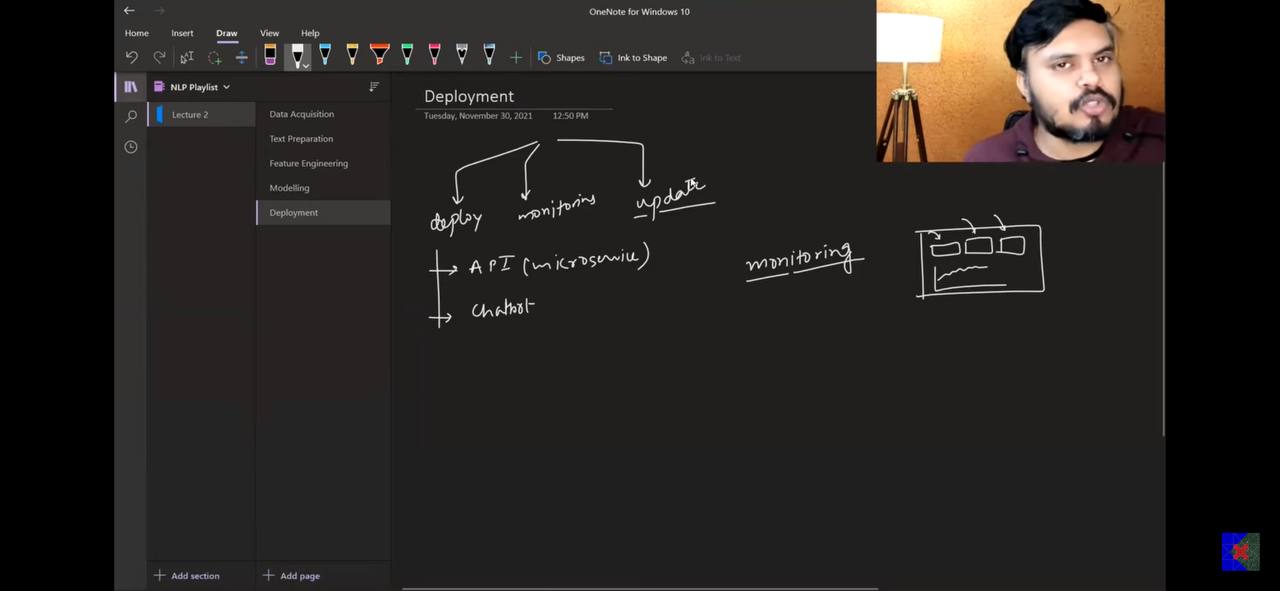 OneNote for Windows 10
Home Insert Draw View Help
Shapes Ink to Shape Ink to Text
NLP Playlist
Lecture 2
Data Acquisition
Text Preparation
Feature Engineering
Modelling
Deployment
Deployment
Tuesday, November 30, 2021 12:50 PM
deploy monitoring update
API (microservice)
Chatbot
monitoring
Add section Add page